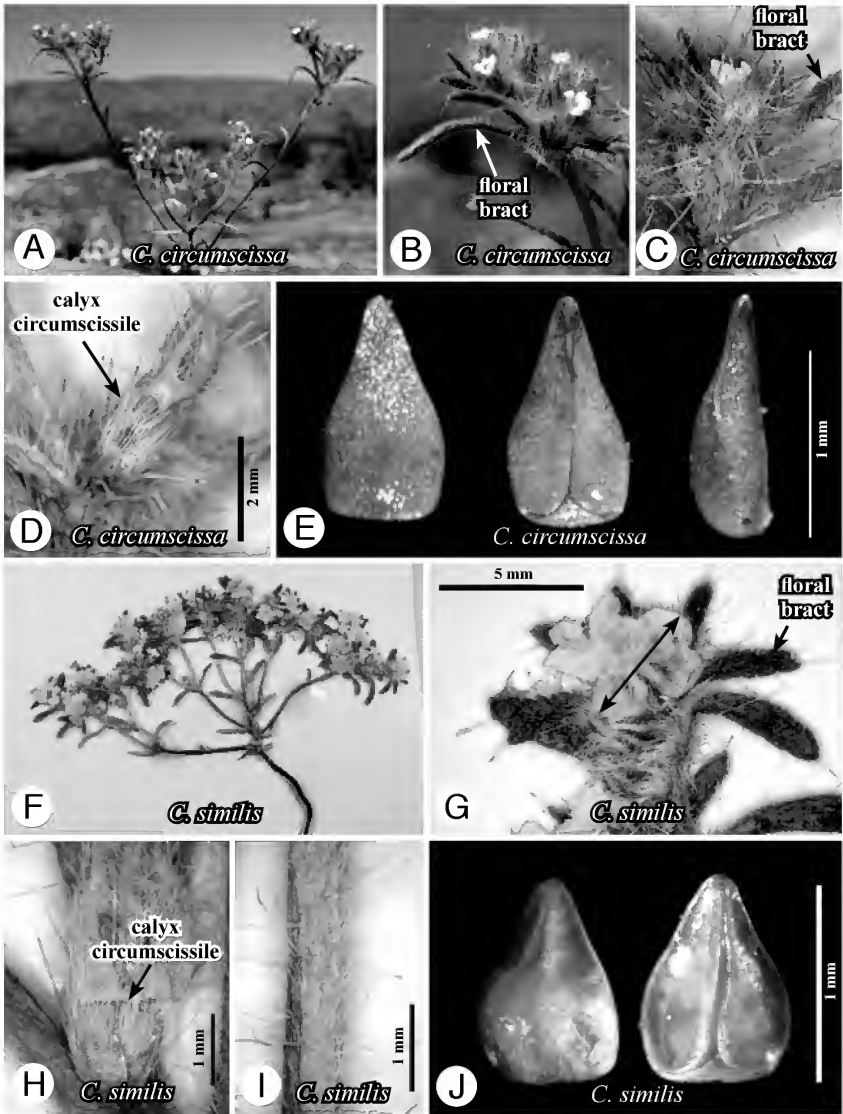 A
C. circumscissa
floral
bract
B
C. circumscissa
floral
bract
C
C. circumscissa
calyx
circumscissile
2 mm
D
C. circumscissa
1 mm
E
C. circumscissa
F
C. similis
5 mm
floral
bract
G
C. similis
calyx
circumscissile
1 mm
H
C. similis
1 mm
I
C. similis
1 mm
J
C. similis